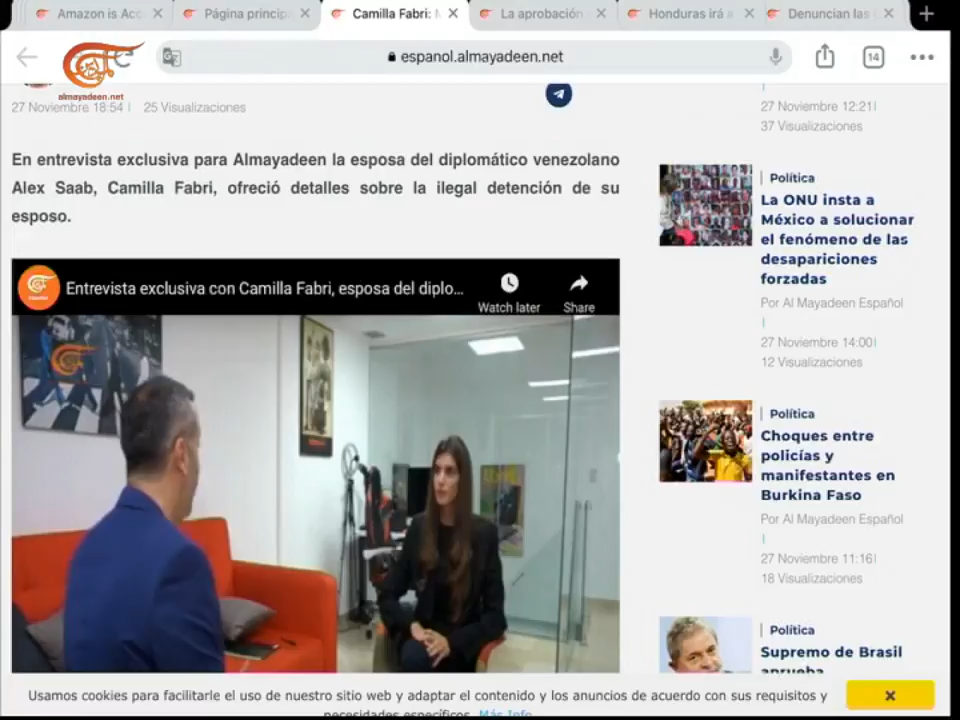 Amazon is Acc
Página princip
Camilla Fabri:
La aprobación
Honduras irá a
Denuncian las
espanol.almayadeen.net
14
almayadeen.net
27 Noviembre 18:54 | 25 Visualizaciones
En entrevista exclusiva para Almayadeen la esposa del diplomático venezolano
Alex Saab, Camilla Fabri, ofreció detalles sobre la ilegal detención de su
esposo.
Entrevista exclusiva con Camilla Fabri, esposa del diplo...
Watch later
Share
27 Noviembre 12:21|
37 Visualizaciones
Política
La ONU insta a
México a solucionar
el fenómeno de las
desapariciones
forzadas
Por Al Mayadeen Español
|
27 Noviembre 14:00|
12 Visualizaciones
Política
Choques entre
policías y
manifestantes en
Burkina Faso
Por Al Mayadeen Español
|
27 Noviembre 11:16|
18 Visualizaciones
Política
Supremo de Brasil
aprueba
Usamos cookies para facilitarle el uso de nuestro sitio web y adaptar el contenido y los anuncios de acuerdo con sus requisitos y
necesidades específicos. Más Info